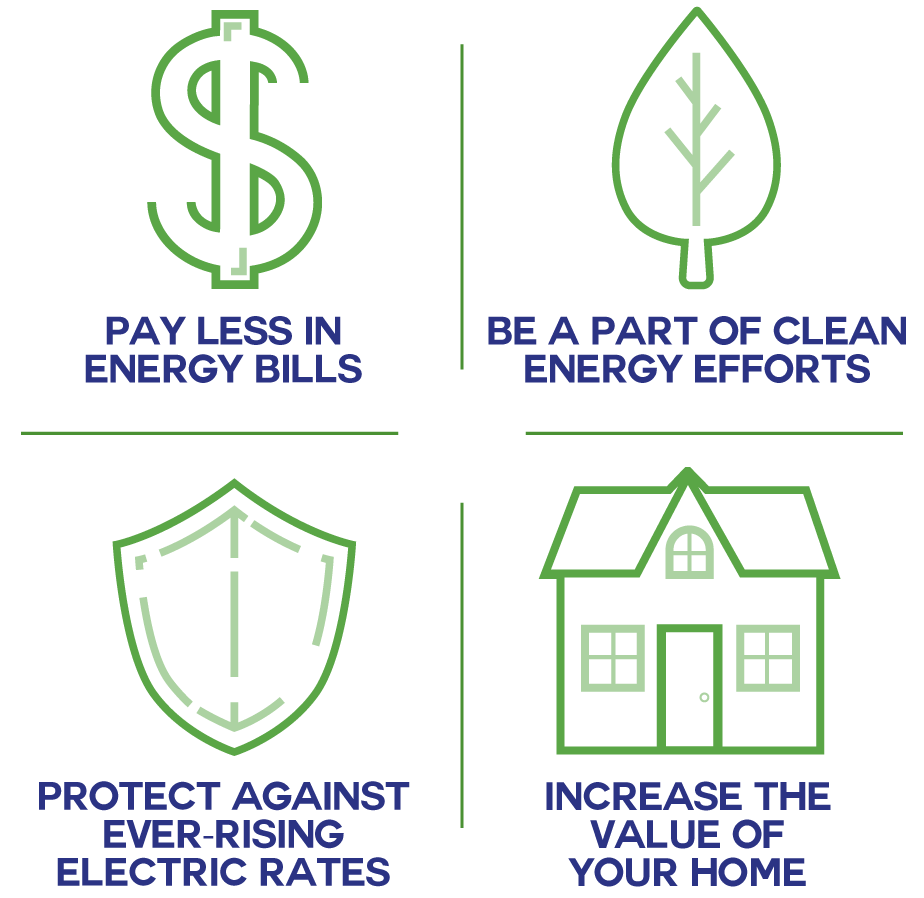 PAY LESS IN
ENERGY BILLS
BE A PART OF CLEAN
ENERGY EFFORTS
PROTECT AGAINST
EVER-RISING
ELECTRIC RATES
INCREASE THE
VALUE OF
YOUR HOME